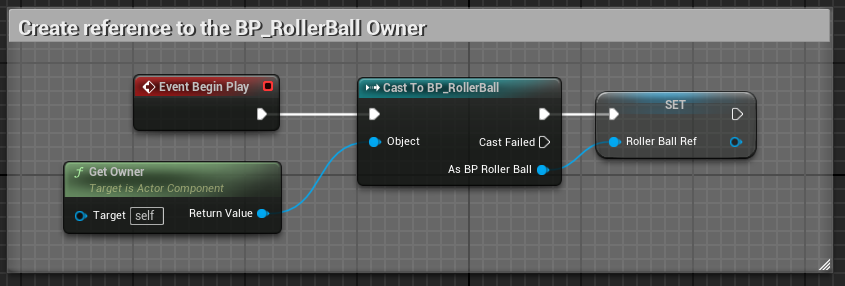 Create reference to the BP_RollerBall Owner
Event Begin Play
Cast To BP_RollerBall
Object
Cast Failed
As BP Roller Ball
SET
Roller Ball Ref
f Get Owner
Target is Actor Component
Target self Return Value